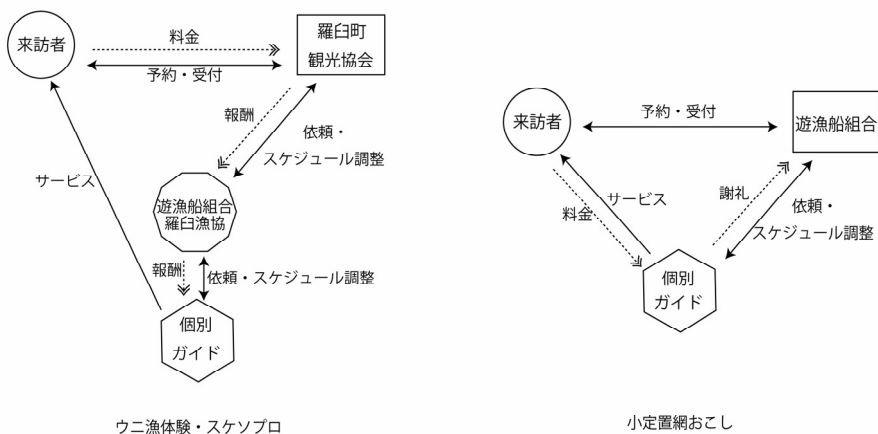 来訪者
料金
羅臼町
観光協会
予約・受付
報酬
依頼・
スケジュール調整
サービス
遊漁船組合
羅臼漁協
報酬
依頼・スケジュール調整
個別
ガイド
ウニ漁体験・スケソプロ
来訪者
予約・受付
遊漁船組合
サービス
料金
謝礼
依頼・
スケジュール調整
個別
ガイド
小定置網おこし